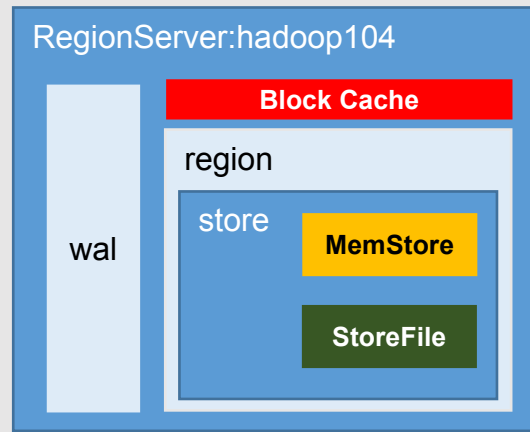 RegionServer:hadoop104
Block Cache
region
wal
store
MemStore
StoreFile